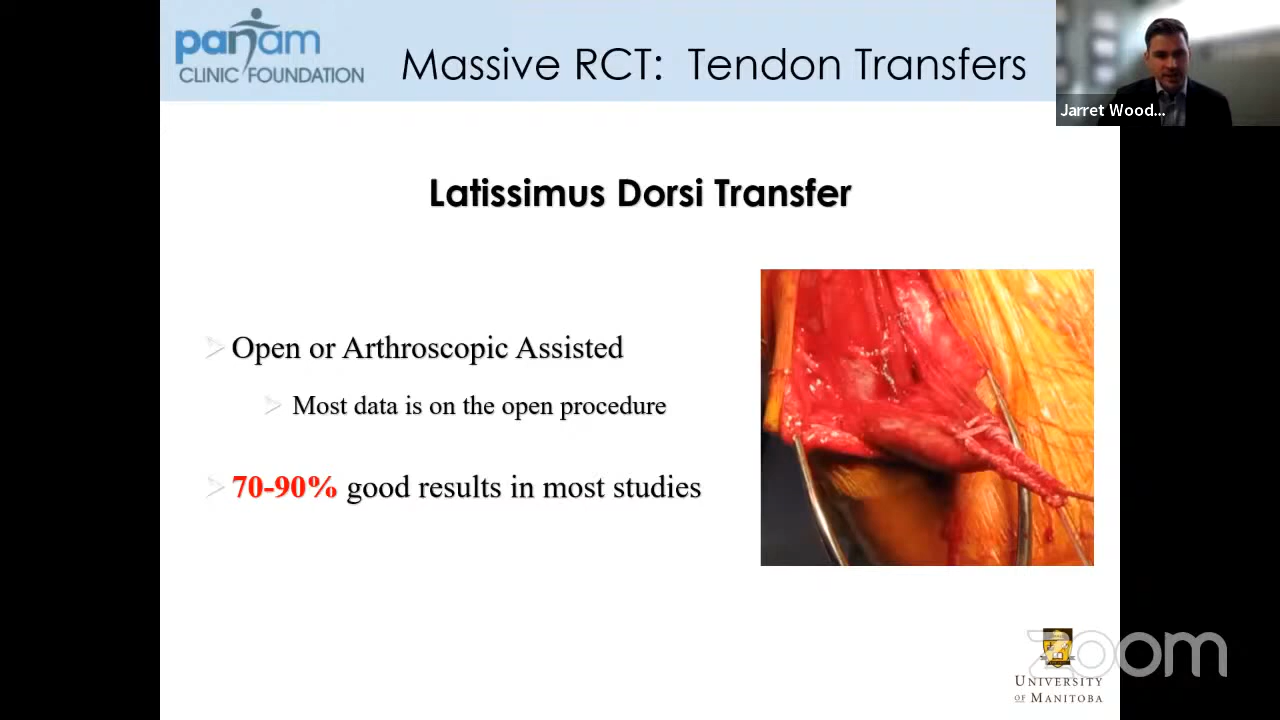 panam
CLINIC FOUNDATION
Massive RCT: Tendon Transfers
Jarret Wood...
Latissimus Dorsi Transfer
Open or Arthroscopic Assisted
Most data is on the open procedure
70-90% good results in most studies
zoom
UNIVERSITY
OF MANITOBA